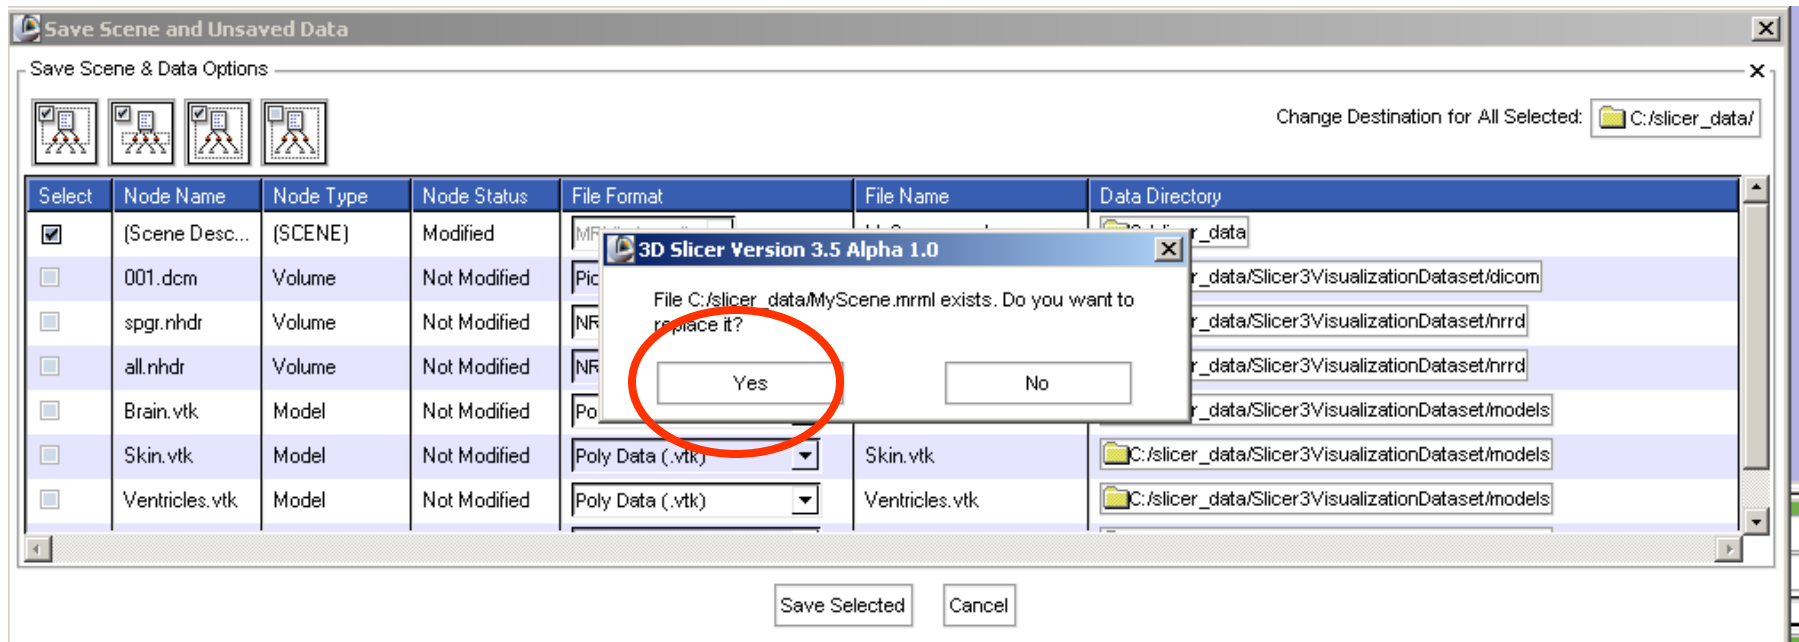 Save Scene and Unsaved Data
Save Scene & Data Options
Change Destination for All Selected: C:/slicer_data/
Select Node Name Node Type Node Status File Format File Name Data Directory
(Scene Desc... (SCENE) Modified r_data
001.dcm Volume Not Modified Pic r_data/Slicer3VisualizationDataset/dicom
spgr.nhdr Volume Not Modified NR r_data/Slicer3VisualizationDataset/nrrd
all.nhdr Volume Not Modified NR r_data/Slicer3VisualizationDataset/nrrd
Brain.vtk Model Not Modified Po r_data/Slicer3VisualizationDataset/models
Skin.vtk Model Not Modified Poly Data (.vtk) Skin.vtk C:/slicer_data/Slicer3VisualizationDataset/models
Ventricles.vtk Model Not Modified Poly Data (.vtk) Ventricles.vtk C:/slicer_data/Slicer3VisualizationDataset/models
3D Slicer Version 3.5 Alpha 1.0
File C:/slicer_data/MyScene.mrml exists. Do you want to
replace it?
Yes No
Save Selected Cancel